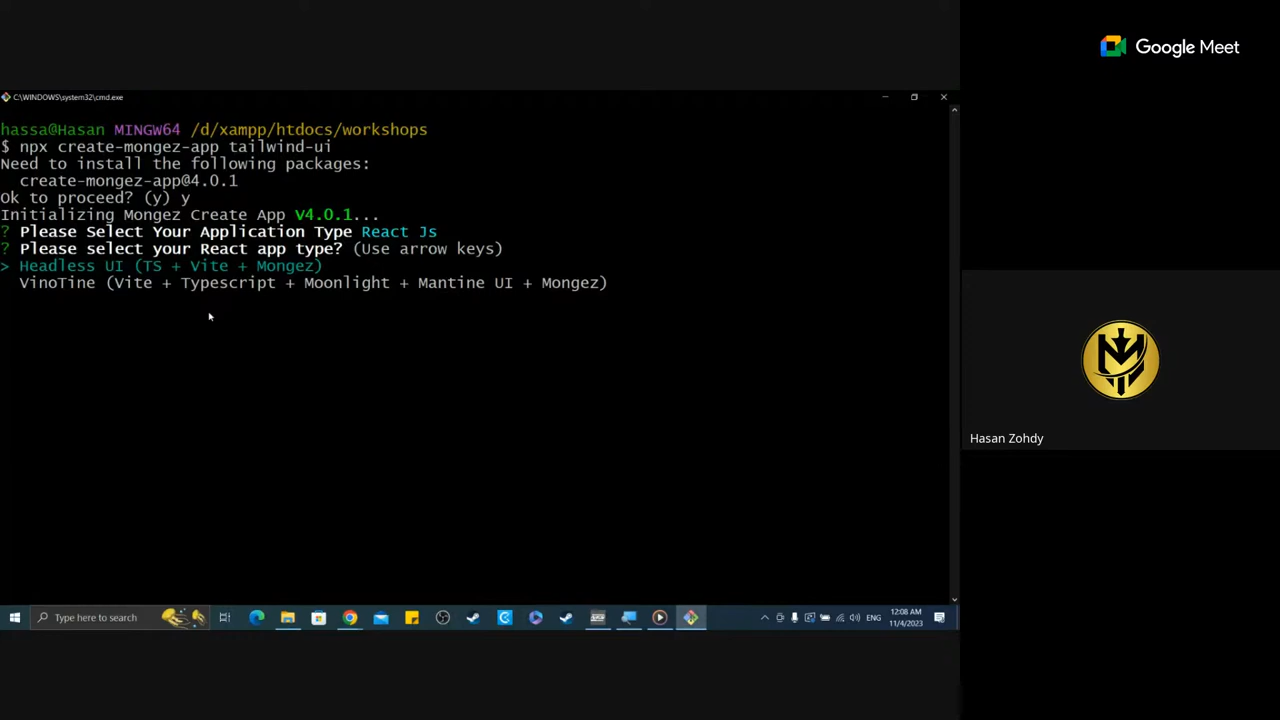 Google Meet
C:\WINDOWS\system32\cmd.exe
hassa@Hasan MINGW64 /d/xampp/htdocs/workshops
$ npx create-mongez-app tailwind-ui
Need to install the following packages:
  create-mongez-app@4.0.1
Ok to proceed? (y) y
Initializing Mongez Create App V4.0.1...
? Please Select Your Application Type React Js
? Please select your React app type? (Use arrow keys)
> Headless UI (TS + Vite + Mongez)
  VinoTine (Vite + Typescript + Moonlight + Mantine UI + Mongez)
Hasan Zohdy
Type here to search
ENG
12:08 AM
11/4/2023